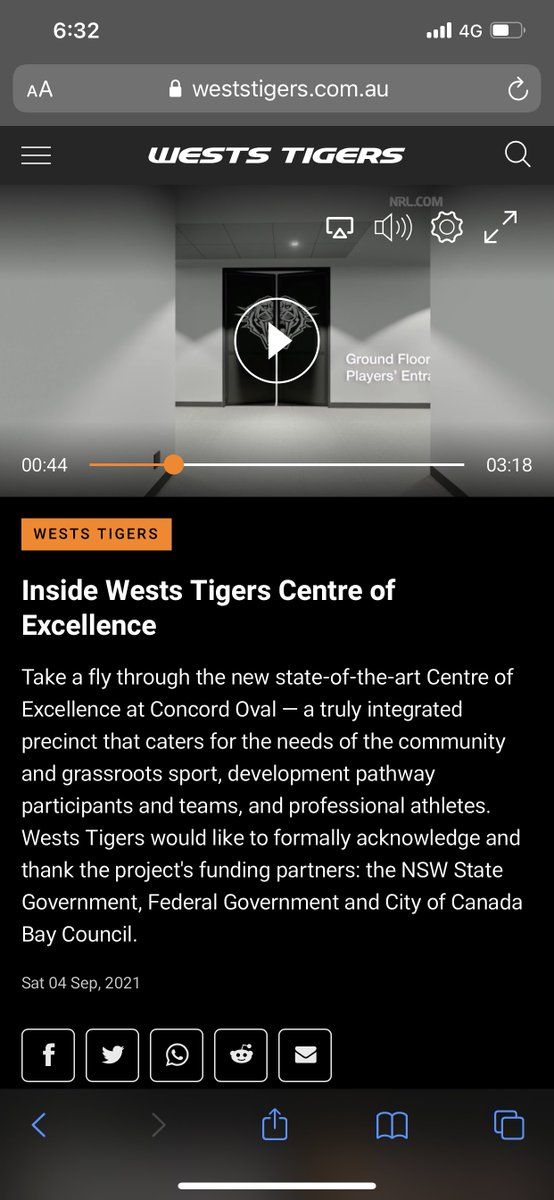 6:32
4G
AA
weststigers.com.au
WESTS TIGERS
NRL.COM
Ground Floor
Players' Entra
00:44
03:18
WESTS TIGERS
Inside Wests Tigers Centre of
Excellence
Take a fly through the new state-of-the-art Centre of
Excellence at Concord Oval — a truly integrated
precinct that caters for the needs of the community
and grassroots sport, development pathway
participants and teams, and professional athletes.
Wests Tigers would like to formally acknowledge and
thank the project's funding partners: the NSW State
Government, Federal Government and City of Canada
Bay Council.
Sat 04 Sep, 2021